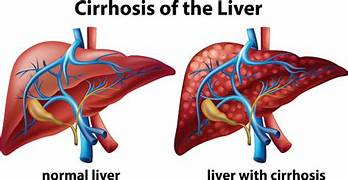 Cirrhosis of the Liver
normal liver
liver with cirrhosis